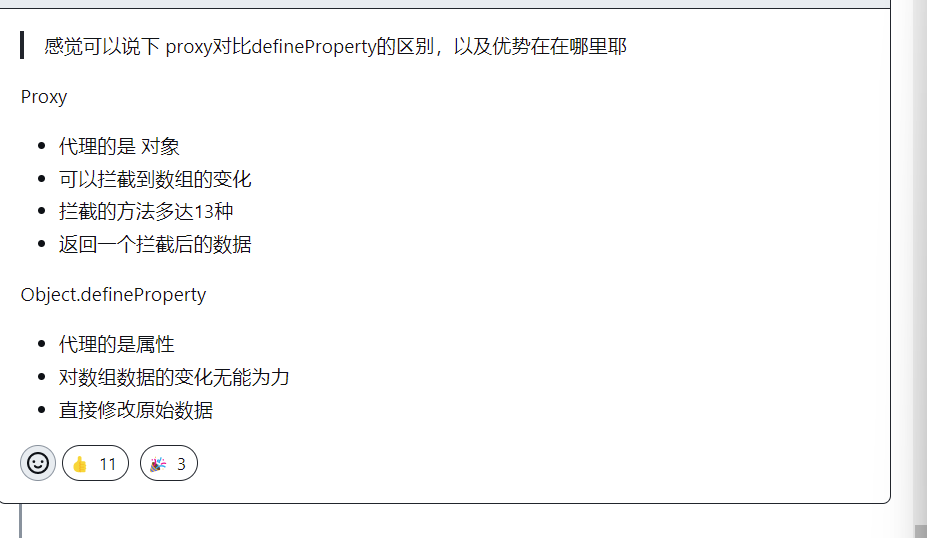 感觉可以说下 proxy对比defineProperty的区别，以及优势在在哪里耶
Proxy
代理的是 对象
可以拦截到数组的变化
拦截的方法多达13种
返回一个拦截后的数据
Object.defineProperty
代理的是属性
对数组数据的变化无能为力
直接修改原始数据
👍 11 🎉 3